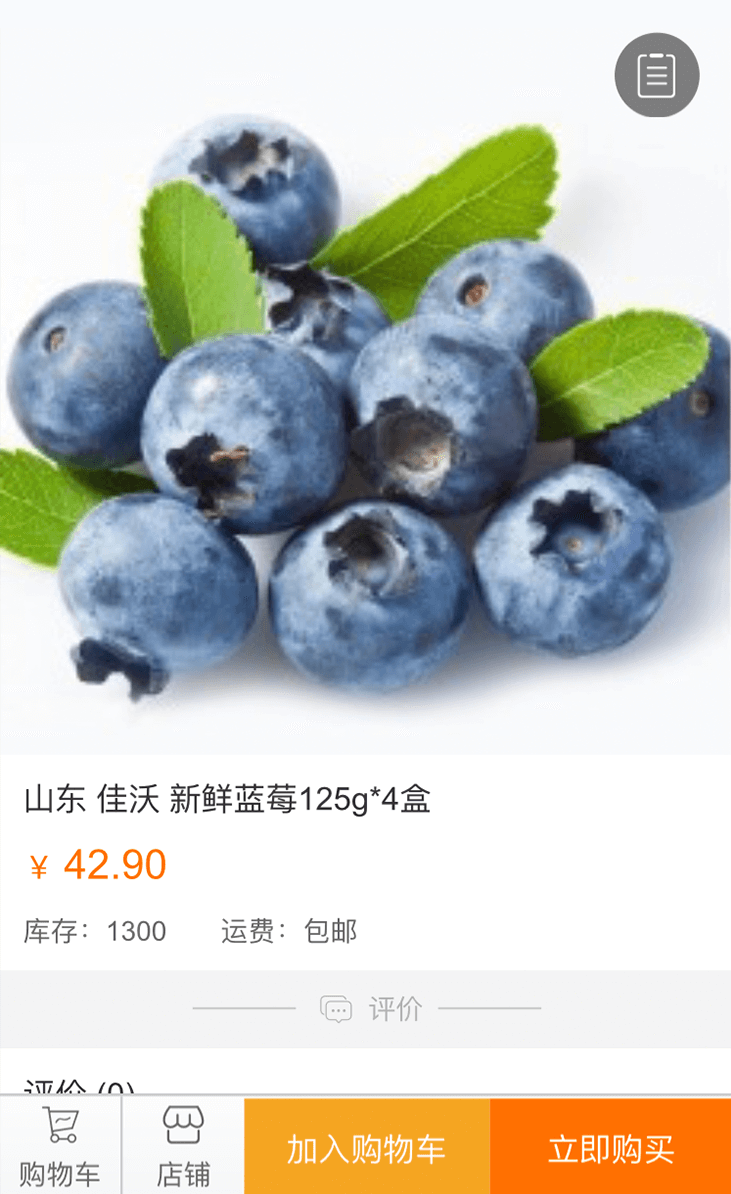 山东 佳沃 新鲜蓝莓125g*4盒
￥ 42.90
库存：1300 运费：包邮
评价
评价 (0)
购物车 店铺 加入购物车 立即购买